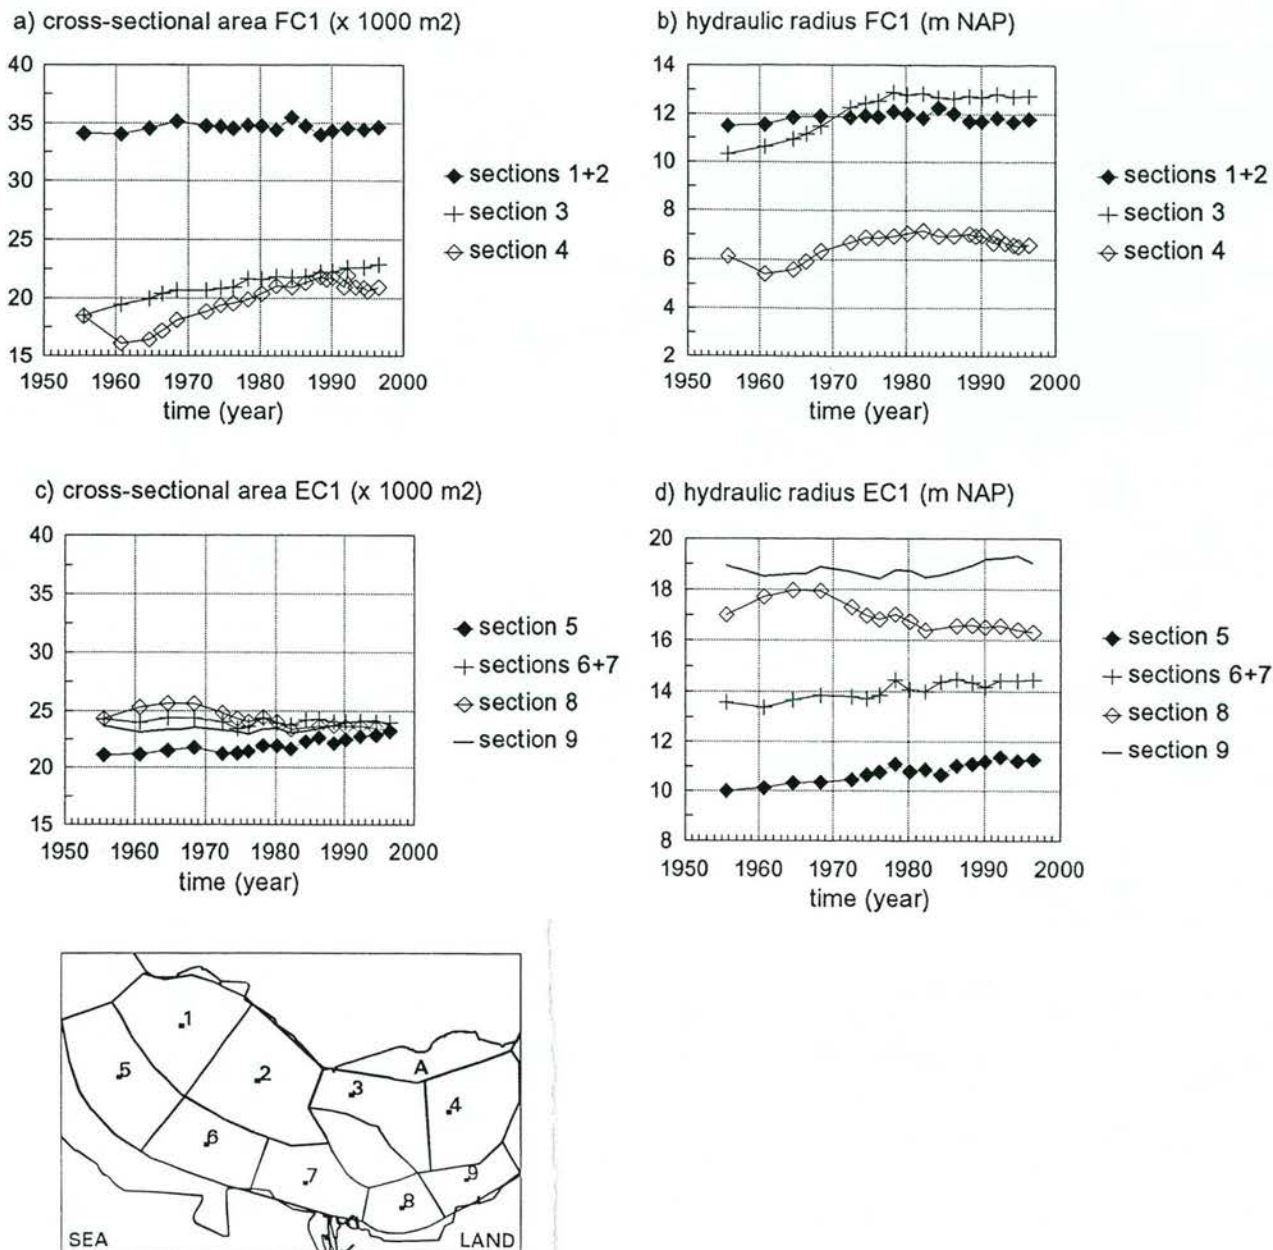 a) cross-sectional area FC1 (x 1000 m2)
40
35
30
25
20
15
1950 1960 1970 1980 1990 2000
time (year)
sections 1+2
section 3
section 4
b) hydraulic radius FC1 (m NAP)
14
12
10
8
6
4
2
1950 1960 1970 1980 1990 2000
time (year)
sections 1+2
section 3
section 4
c) cross-sectional area EC1 (x 1000 m2)
40
35
30
25
20
15
1950 1960 1970 1980 1990 2000
time (year)
section 5
sections 6+7
section 8
section 9
d) hydraulic radius EC1 (m NAP)
20
18
16
14
12
10
8
1950 1960 1970 1980 1990 2000
time (year)
section 5
sections 6+7
section 8
section 9
1
5
2
A
3
4
6
7
9
8
SEA
LAND